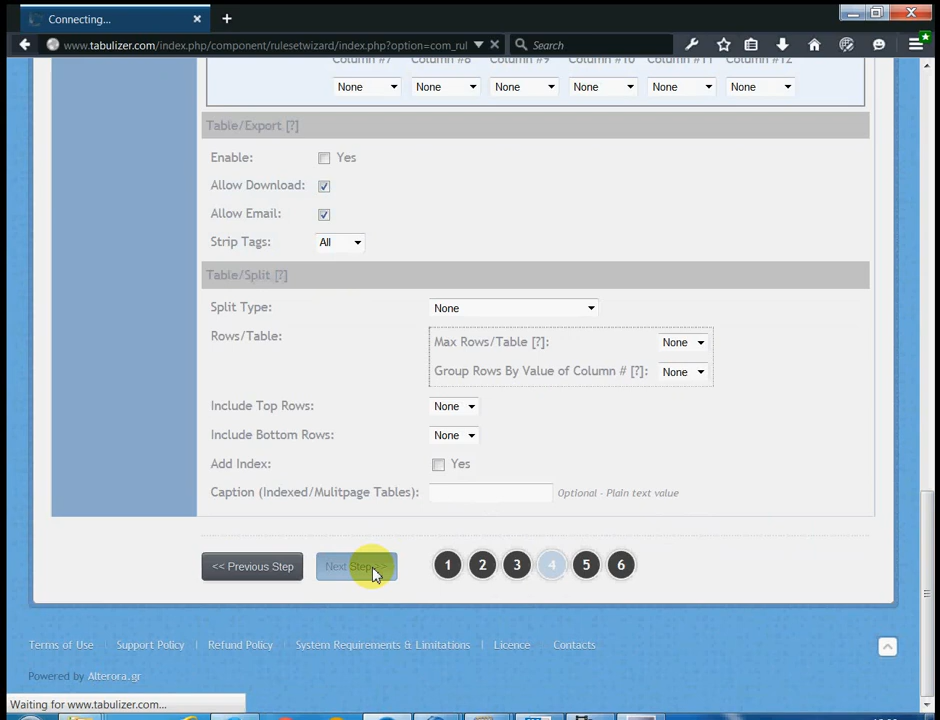 Connecting...
www.tabulizer.com/index.php/component/rulesetwizard/index.php?option=com_rul
Search
Column #7 Column #8 Column #9 Column #10 Column #11 Column #12
None None None None None None
Table/Export [?]
Enable: Yes
Allow Download:
Allow Email:
Strip Tags: All
Table/Split [?]
Split Type: None
Rows/Table: Max Rows/Table [?]: None
Group Rows By Value of Column # [?]: None
Include Top Rows: None
Include Bottom Rows: None
Add Index: Yes
Caption (Indexed/Mulitpage Tables): Optional - Plain text value
<< Previous Step Next Step >> 1 2 3 4 5 6
Terms of Use Support Policy Refund Policy System Requirements & Limitations Licence Contacts
Powered by Alterora.gr
Waiting for www.tabulizer.com...